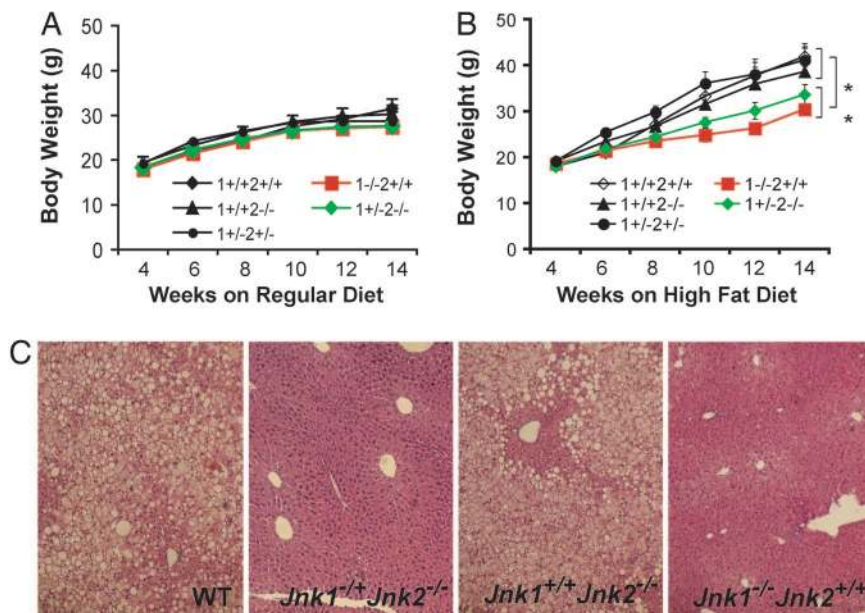 A
Body Weight (g)
50
40
30
20
10
0
1+/+2+/+
1+/+2-/-
1+/-2+/-
1-/-2+/+
1+/-2-/-
4 6 8 10 12 14
Weeks on Regular Diet
B
Body Weight (g)
50
40
30
20
10
0
*
*
1+/+2+/+
1+/+2-/-
1+/-2+/-
1-/-2+/+
1+/-2-/-
4 6 8 10 12 14
Weeks on High Fat Diet
C
WT
Jnk1-/+Jnk2-/-
Jnk1+/+Jnk2-/-
Jnk1-/-Jnk2+/+